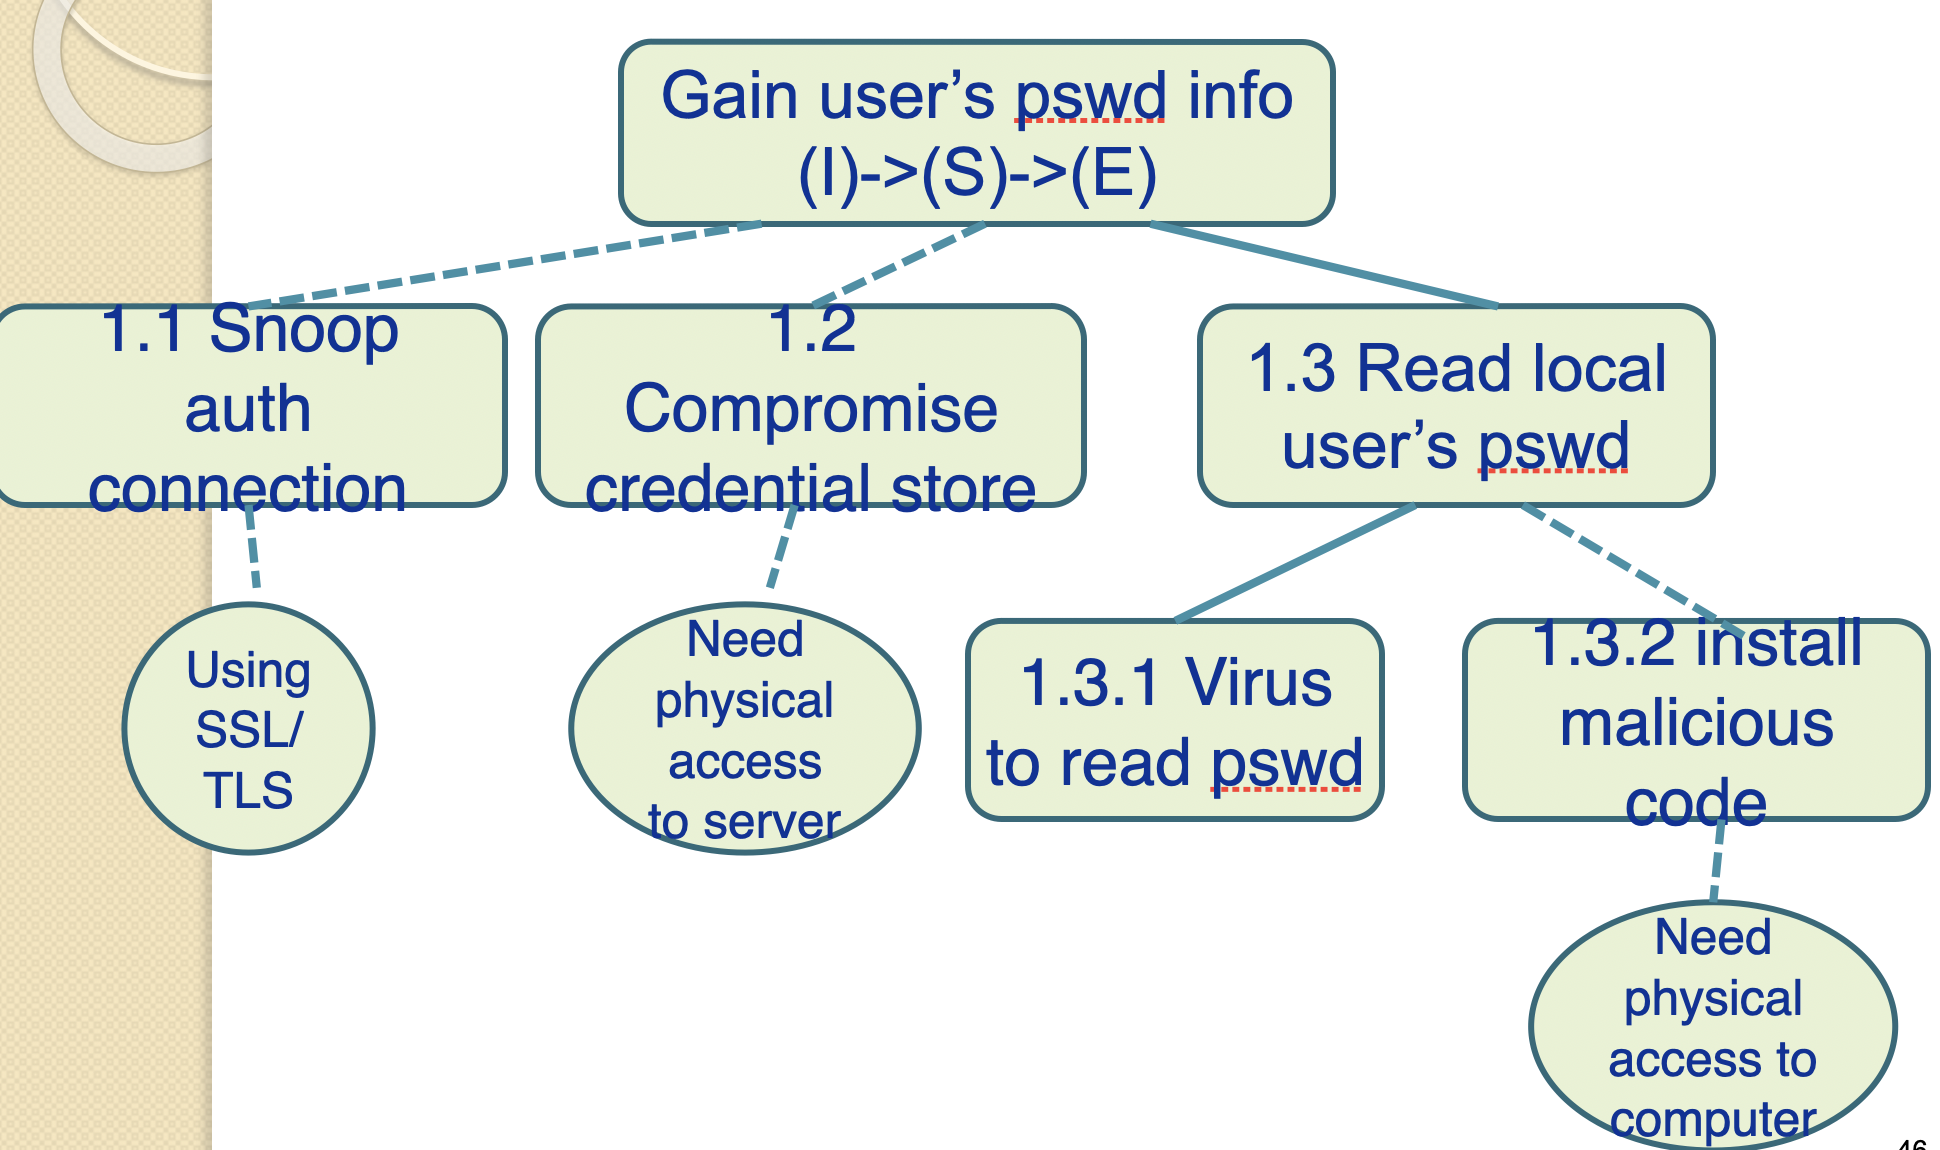 Gain user’s pswd info
(I)->(S)->(E)
1.1 Snoop
auth
connection
1.2
Compromise
credential store
1.3 Read local
user’s pswd
Using
SSL/
TLS
Need
physical
access
to server
1.3.1 Virus
to read pswd
1.3.2 install
malicious
code
Need
physical
access to
computer
46